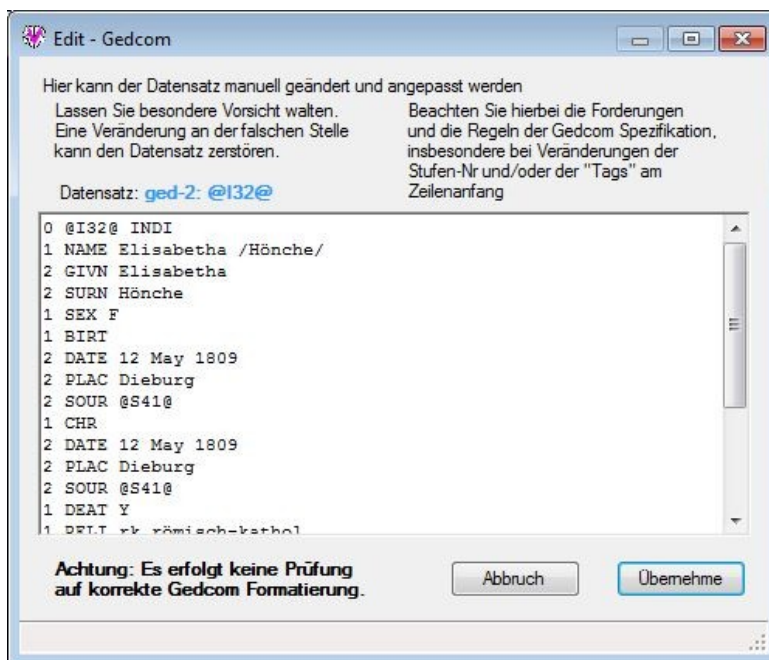 Edit - Gedcom
Hier kann der Datensatz manuell geändert und angepasst werden
Lassen Sie besondere Vorsicht walten.
Eine Veränderung an der falschen Stelle
kann den Datensatz zerstören.
Beachten Sie hierbei die Forderungen
und die Regeln der Gedcom Spezifikation,
insbesondere bei Veränderungen der
Stufen-Nr und/oder der "Tags" am
Zeilenanfang
Datensatz: ged-2: @I32@
0 @I32@ INDI
1 NAME Elisabetha /Hönche/
2 GIVN Elisabetha
2 SURN Hönche
1 SEX F
1 BIRT
2 DATE 12 May 1809
2 PLAC Dieburg
2 SOUR @S41@
1 CHR
2 DATE 12 May 1809
2 PLAC Dieburg
2 SOUR @S41@
1 DEAT Y
1 RELI rk römisch-kathol
Achtung: Es erfolgt keine Prüfung
auf korrekte Gedcom Formatierung.
Abbruch
Übernehme